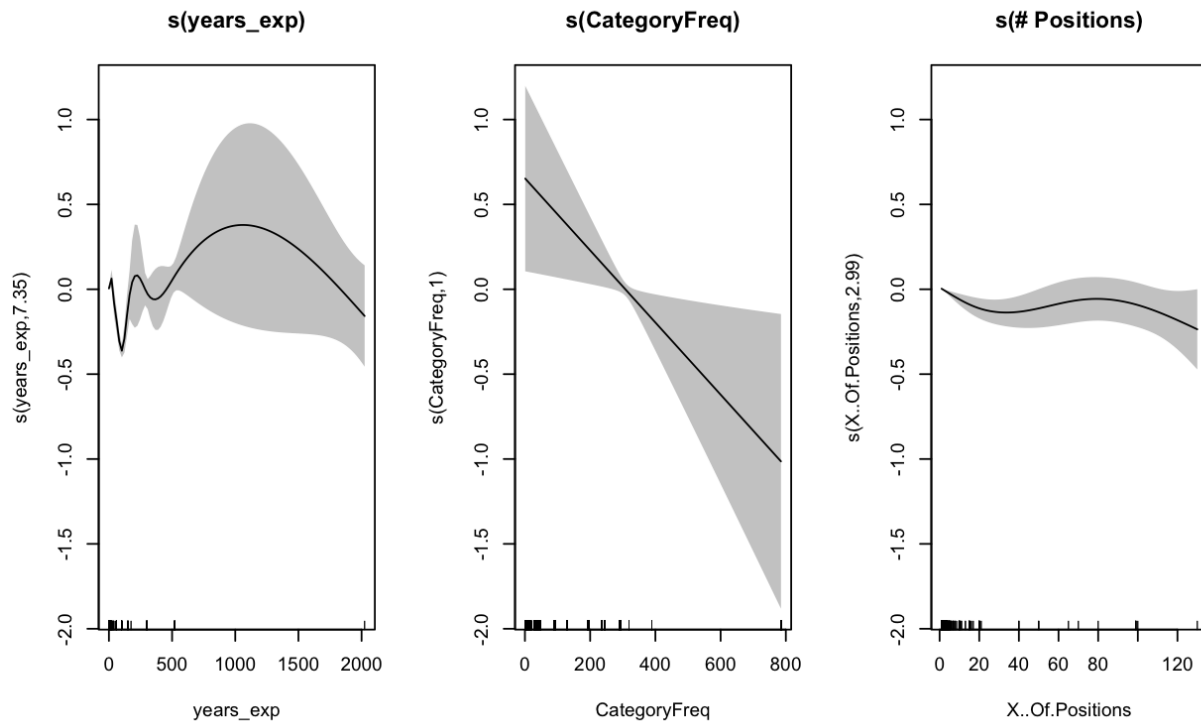 s(years_exp)
s(years_exp,7.35)
1.0
0.5
0.0
-0.5
-1.0
-1.5
-2.0
0 500 1000 1500 2000
years_exp
s(CategoryFreq)
s(CategoryFreq,1)
1.0
0.5
0.0
-0.5
-1.0
-1.5
-2.0
0 200 400 600 800
CategoryFreq
s(# Positions)
s(X..Of.Positions,2.99)
1.0
0.5
0.0
-0.5
-1.0
-1.5
-2.0
0 20 40 60 80 120
X..Of.Positions